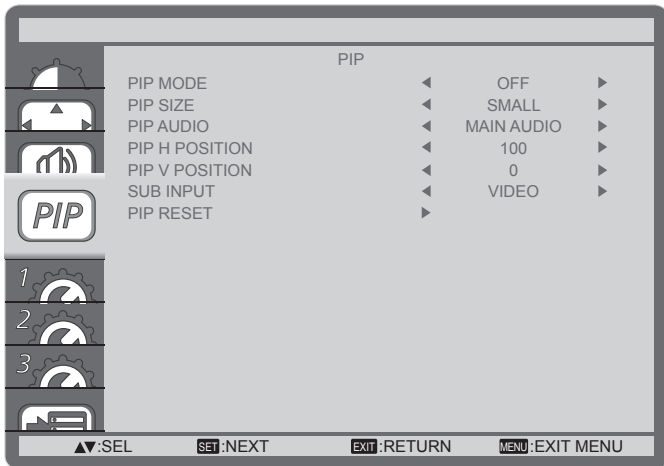 PIP
PIP MODE ◀ OFF ▶
PIP SIZE ◀ SMALL ▶
PIP AUDIO ◀ MAIN AUDIO ▶
PIP H POSITION ◀ 100 ▶
PIP V POSITION ◀ 0 ▶
SUB INPUT ◀ VIDEO ▶
PIP RESET ▶
PIP
1
2
3
▲▼:SEL SET:NEXT EXIT:RETURN MENU:EXIT MENU